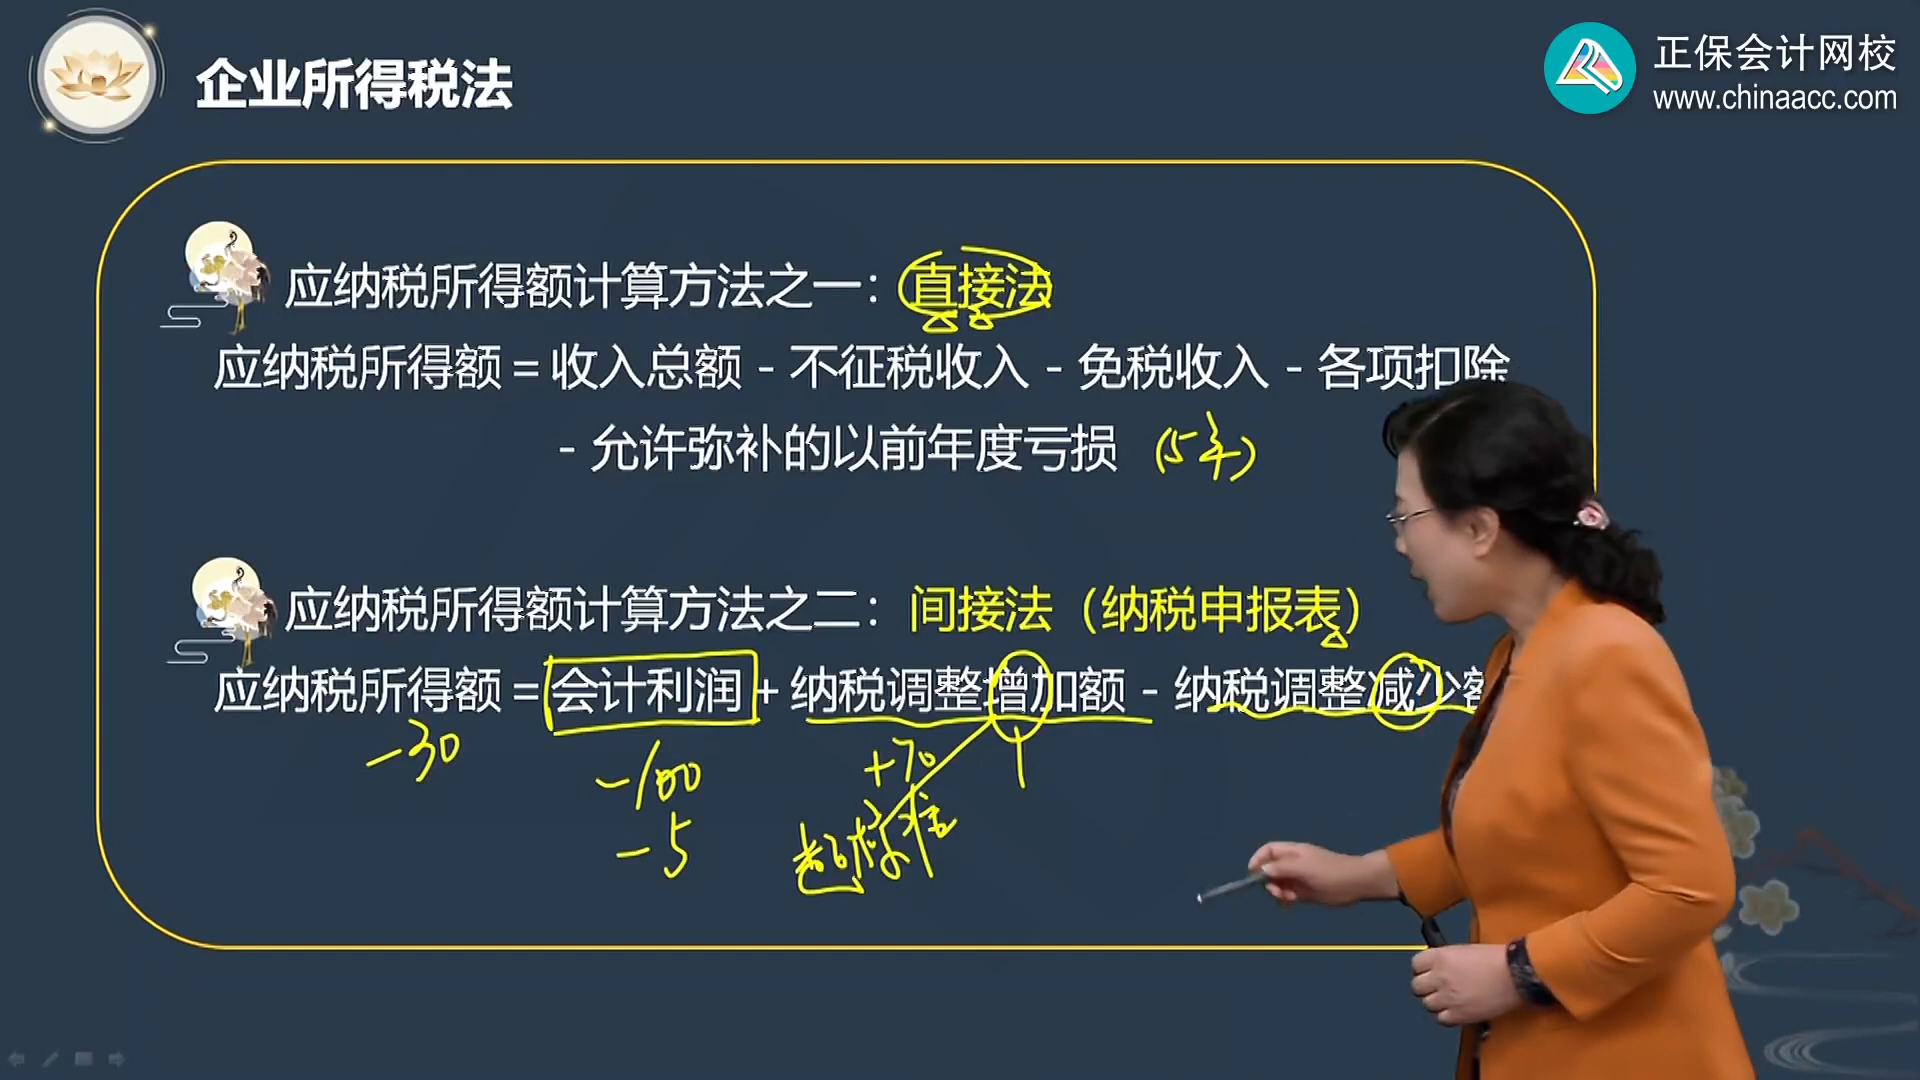 企业所得税法
正保会计网校
www.chinaacc.com
应纳税所得额计算方法之一：直接法
应纳税所得额 = 收入总额 - 不征税收入 - 免税收入 - 各项扣除
- 允许弥补的以前年度亏损 (5年)
应纳税所得额计算方法之二：间接法（纳税申报表）
应纳税所得额 = 会计利润 + 纳税调整增加额 - 纳税调整减少额
-30 -100 +70
-5 超标准